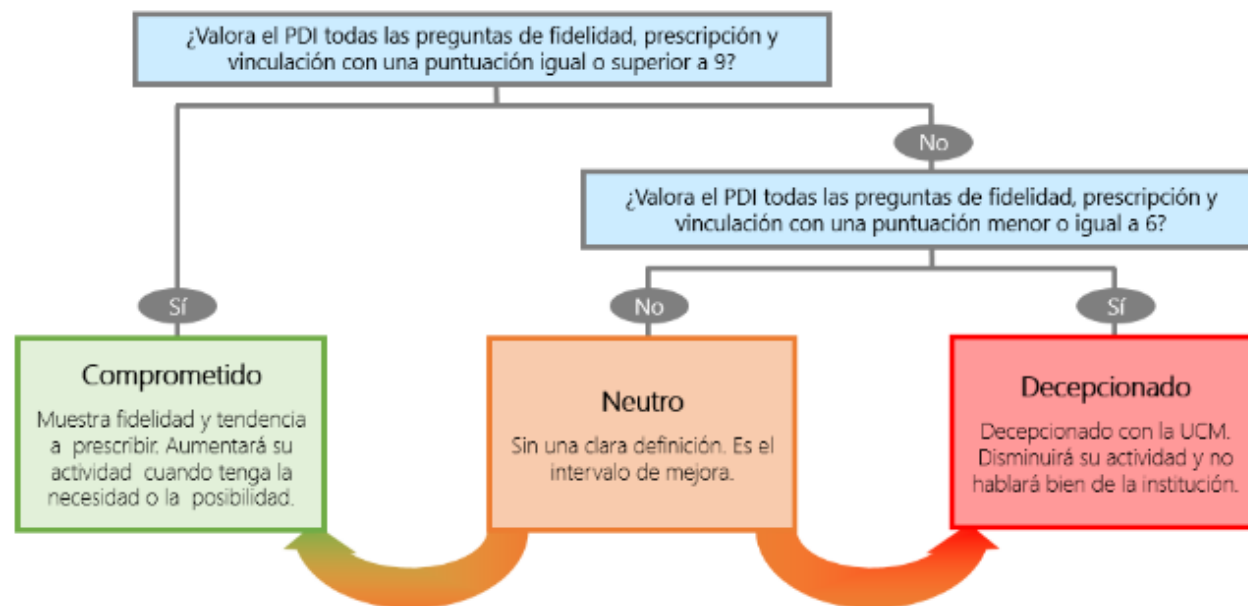 ¿Valora el PDI todas las preguntas de fidelidad, prescripción y
vinculación con una puntuación igual o superior a 9?
No
¿Valora el PDI todas las preguntas de fidelidad, prescripción y
vinculación con una puntuación menor o igual a 6?
Sí
No
Sí
Comprometido
Muestra fidelidad y tendencia
a prescribir. Aumentará su
actividad cuando tenga la
necesidad o la posibilidad.
Neutro
Sin una clara definición. Es el
intervalo de mejora.
Decepcionado
Decepcionado con la UCM.
Disminuirá su actividad y no
hablará bien de la institución.